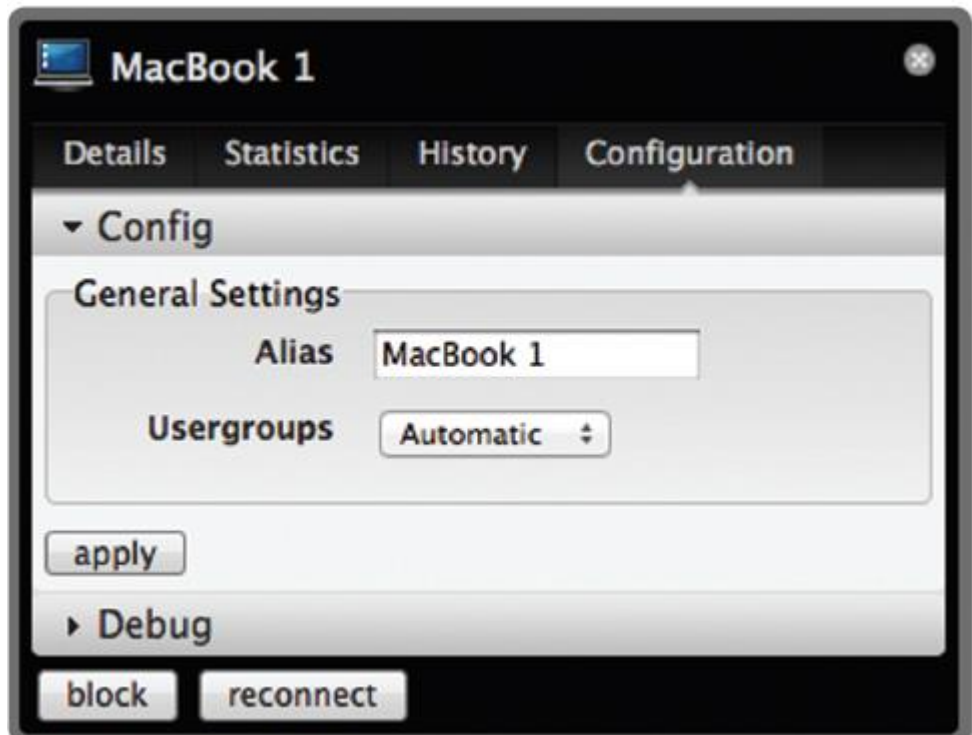 MacBook 1
Details Statistics History Configuration
Config
General Settings
Alias MacBook 1
Usergroups Automatic
apply
Debug
block reconnect